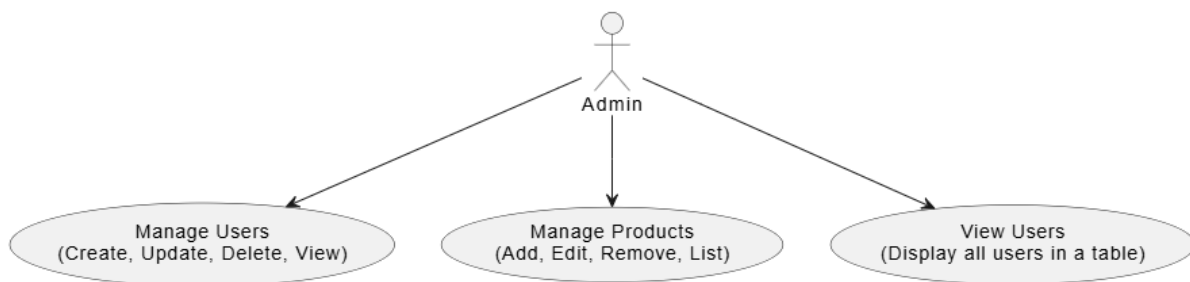 Admin
Manage Users
(Create, Update, Delete, View)
Manage Products
(Add, Edit, Remove, List)
View Users
(Display all users in a table)